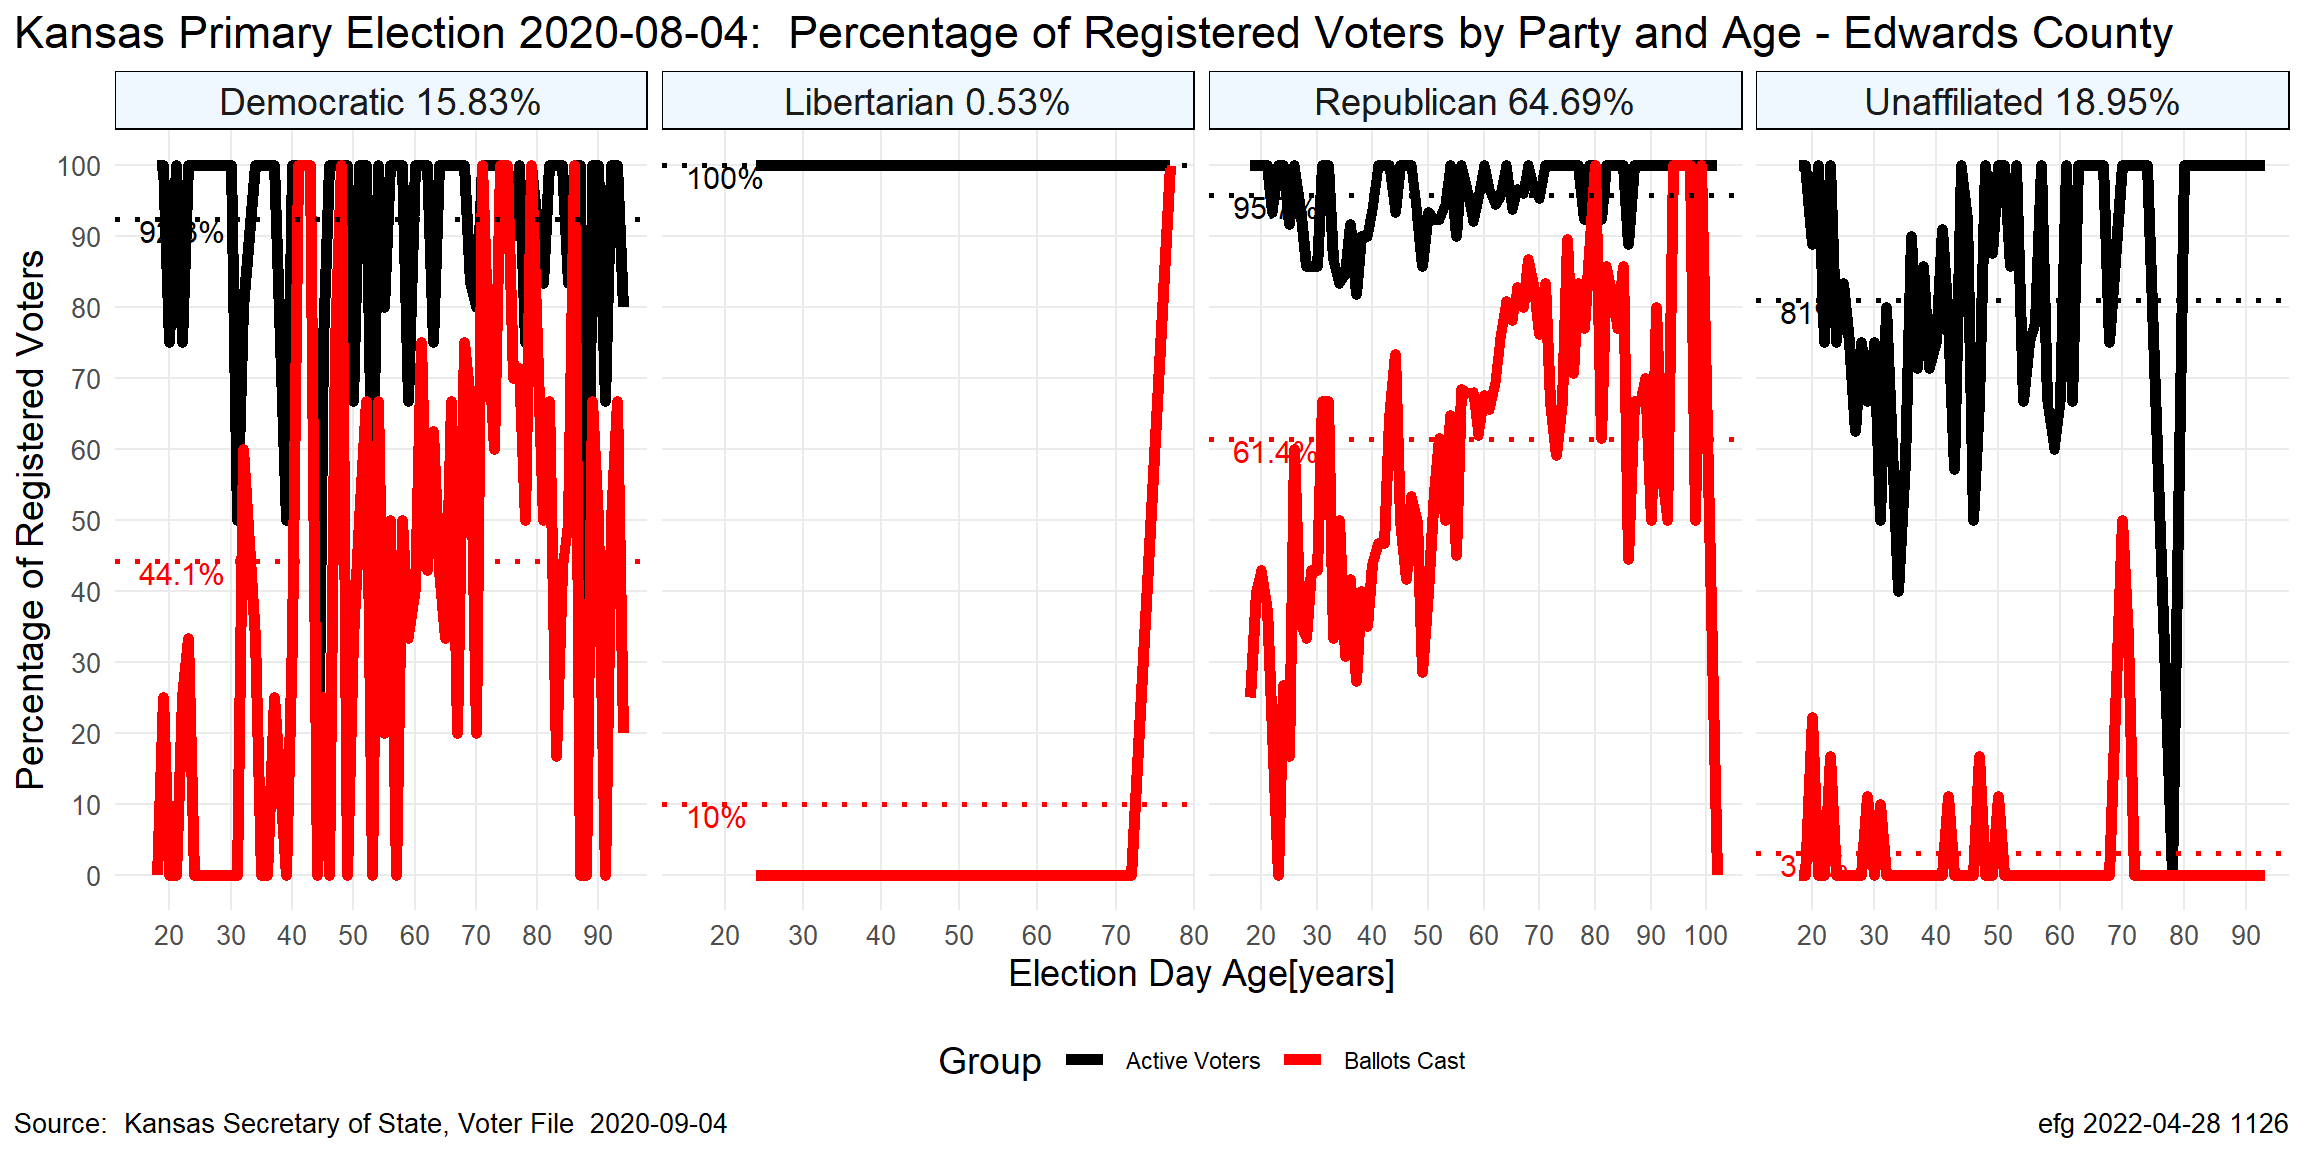 Kansas Primary Election 2020-08-04:  Percentage of Registered Voters by Party and Age - Edwards County
Democratic 15.83%
Libertarian 0.53%
Republican 64.69%
Unaffiliated 18.95%
Percentage of Registered Voters
100
90
80
70
60
50
40
30
20
10
0
44.1%
100%
10%
61.4%
20 30 40 50 60 70 80 90
20 30 40 50 60 70 80
20 30 40 50 60 70 80 90 100
20 30 40 50 60 70 80 90
Election Day Age[years]
Group Active Voters Ballots Cast
Source:  Kansas Secretary of State, Voter File  2020-09-04
efg 2022-04-28 1126